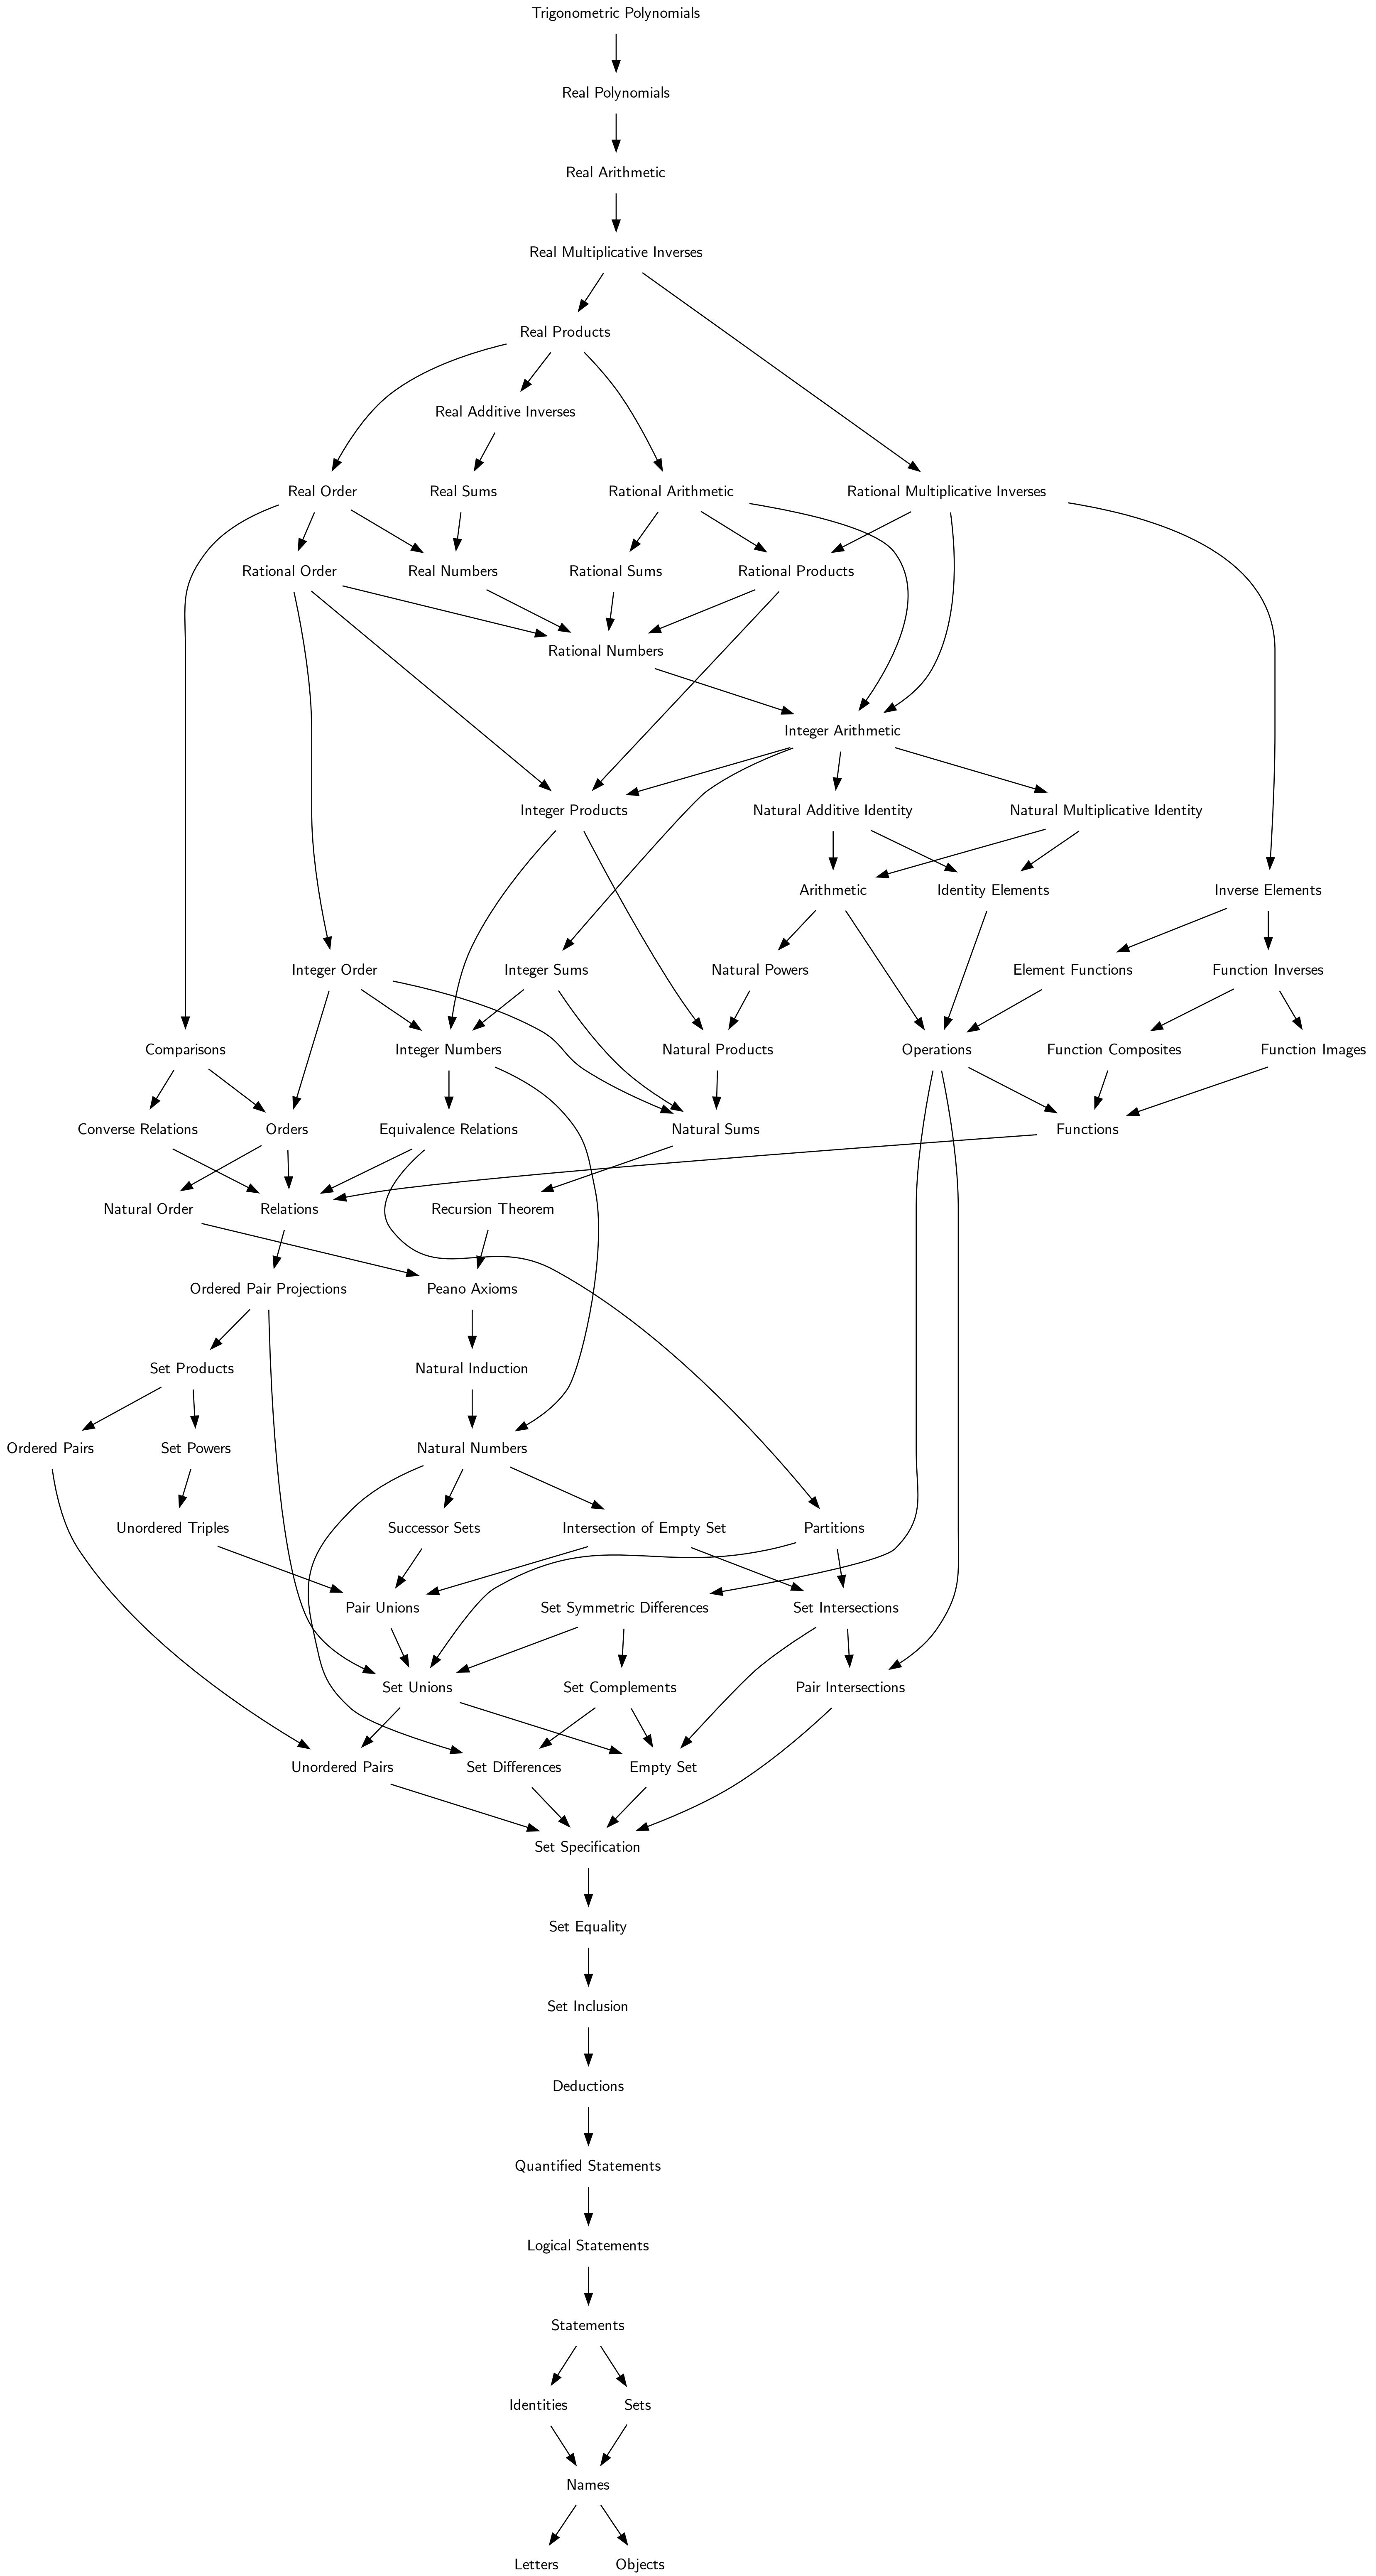 Trigonometric Polynomials
Real Polynomials
Real Arithmetic
Real Multiplicative Inverses
Real Products
Real Additive Inverses
Real Order
Real Sums
Rational Arithmetic
Rational Multiplicative Inverses
Rational Order
Real Numbers
Rational Sums
Rational Products
Rational Numbers
Integer Arithmetic
Integer Products
Natural Additive Identity
Natural Multiplicative Identity
Arithmetic
Identity Elements
Inverse Elements
Integer Order
Integer Sums
Natural Powers
Element Functions
Function Inverses
Comparisons
Integer Numbers
Natural Products
Operations
Function Composites
Function Images
Converse Relations
Orders
Equivalence Relations
Natural Sums
Functions
Natural Order
Relations
Recursion Theorem
Ordered Pair Projections
Peano Axioms
Set Products
Natural Induction
Ordered Pairs
Set Powers
Natural Numbers
Unordered Triples
Successor Sets
Intersection of Empty Set
Partitions
Pair Unions
Set Symmetric Differences
Set Intersections
Set Unions
Set Complements
Pair Intersections
Unordered Pairs
Set Differences
Empty Set
Set Specification
Set Equality
Set Inclusion
Deductions
Quantified Statements
Logical Statements
Statements
Identities
Sets
Names
Letters
Objects